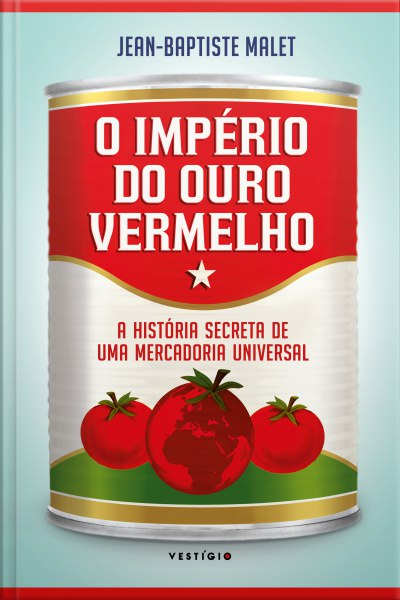 JEAN-BAPTISTE MALET
O IMPÉRIO
DO OURO
VERMELHO
A HISTÓRIA SECRETA DE
UMA MERCADORIA UNIVERSAL
VESTÍGIO